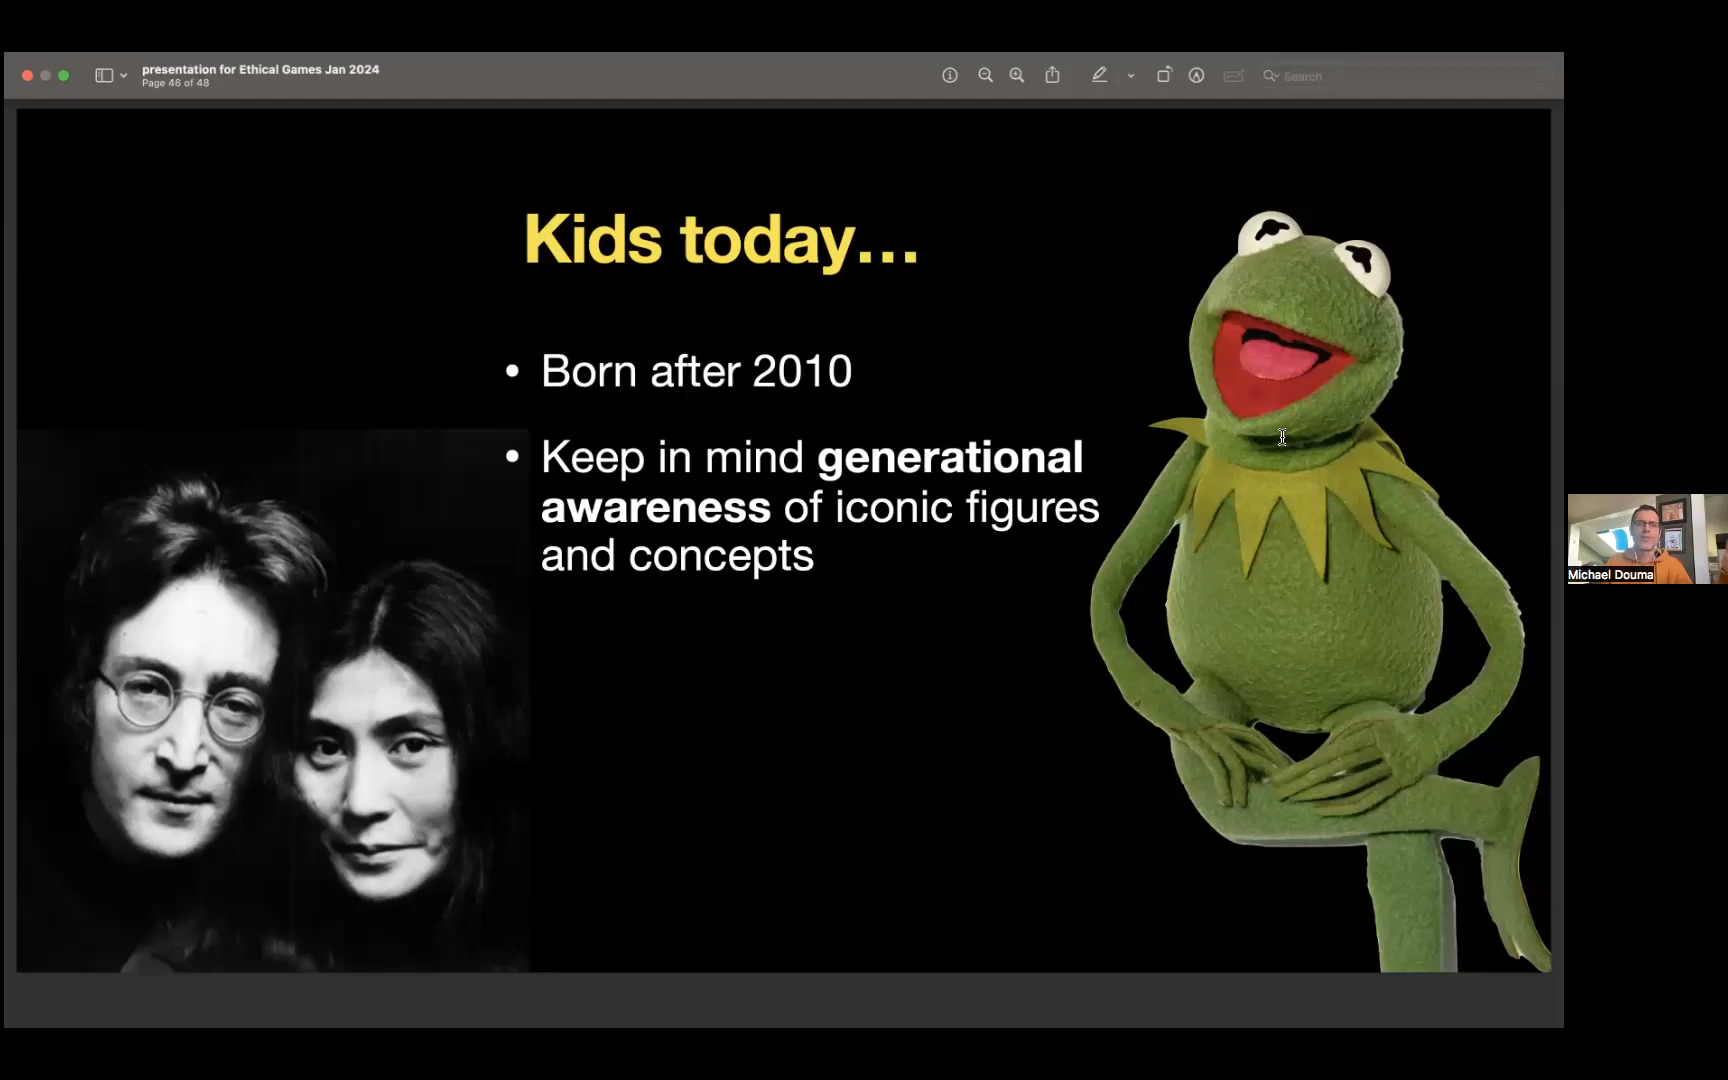 presentation for Ethical Games Jan 2024
Page 46 of 48
Search
Kids today...
• Born after 2010
• Keep in mind generational
awareness of iconic figures
and concepts
Michael Douma